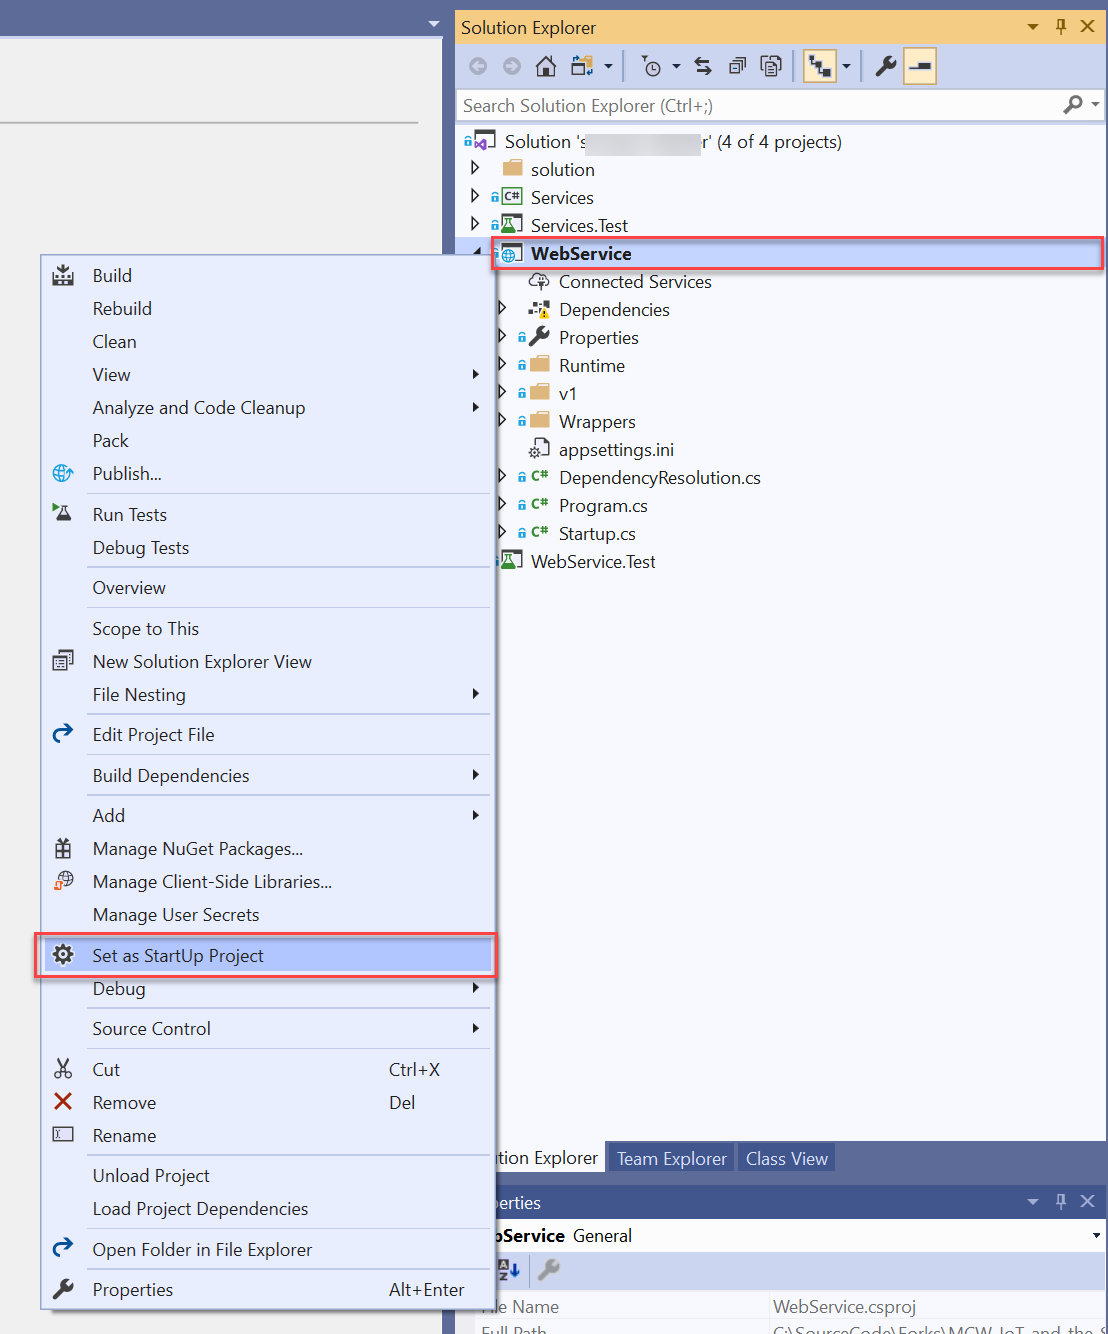 Solution Explorer
Search Solution Explorer (Ctrl+;)
Solution 's r' (4 of 4 projects)
solution
C# Services
Services.Test
WebService
Connected Services
Dependencies
Properties
Runtime
v1
Wrappers
appsettings.ini
C# DependencyResolution.cs
C# Program.cs
C# Startup.cs
WebService.Test
Build
Rebuild
Clean
View
Analyze and Code Cleanup
Pack
Publish...
Run Tests
Debug Tests
Overview
Scope to This
New Solution Explorer View
File Nesting
Edit Project File
Build Dependencies
Add
Manage NuGet Packages...
Manage Client-Side Libraries...
Manage User Secrets
Set as StartUp Project
Debug
Source Control
Cut Ctrl+X
Remove Del
Rename
Unload Project
Load Project Dependencies
Open Folder in File Explorer
Properties Alt+Enter
tion Explorer Team Explorer Class View
perties
bService General
le Name WebService.csproj
Full Path C:\SourceCode\Forks\MCW-IoT-and-the-S